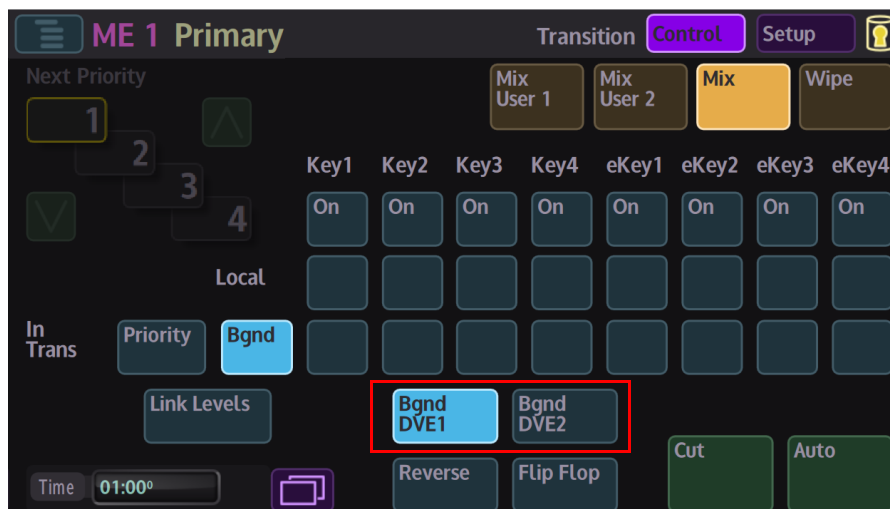 ME 1 Primary
Transition Control Setup
Next Priority
Mix User 1
Mix User 2
Mix
Wipe
1
2
3
4
Key1 Key2 Key3 Key4 eKey1 eKey2 eKey3 eKey4
On On On On On On On On
Local
In Trans
Priority
Bgnd
Link Levels
Bgnd DVE1
Bgnd DVE2
Cut
Auto
Reverse
Flip Flop
Time 01:00⁰